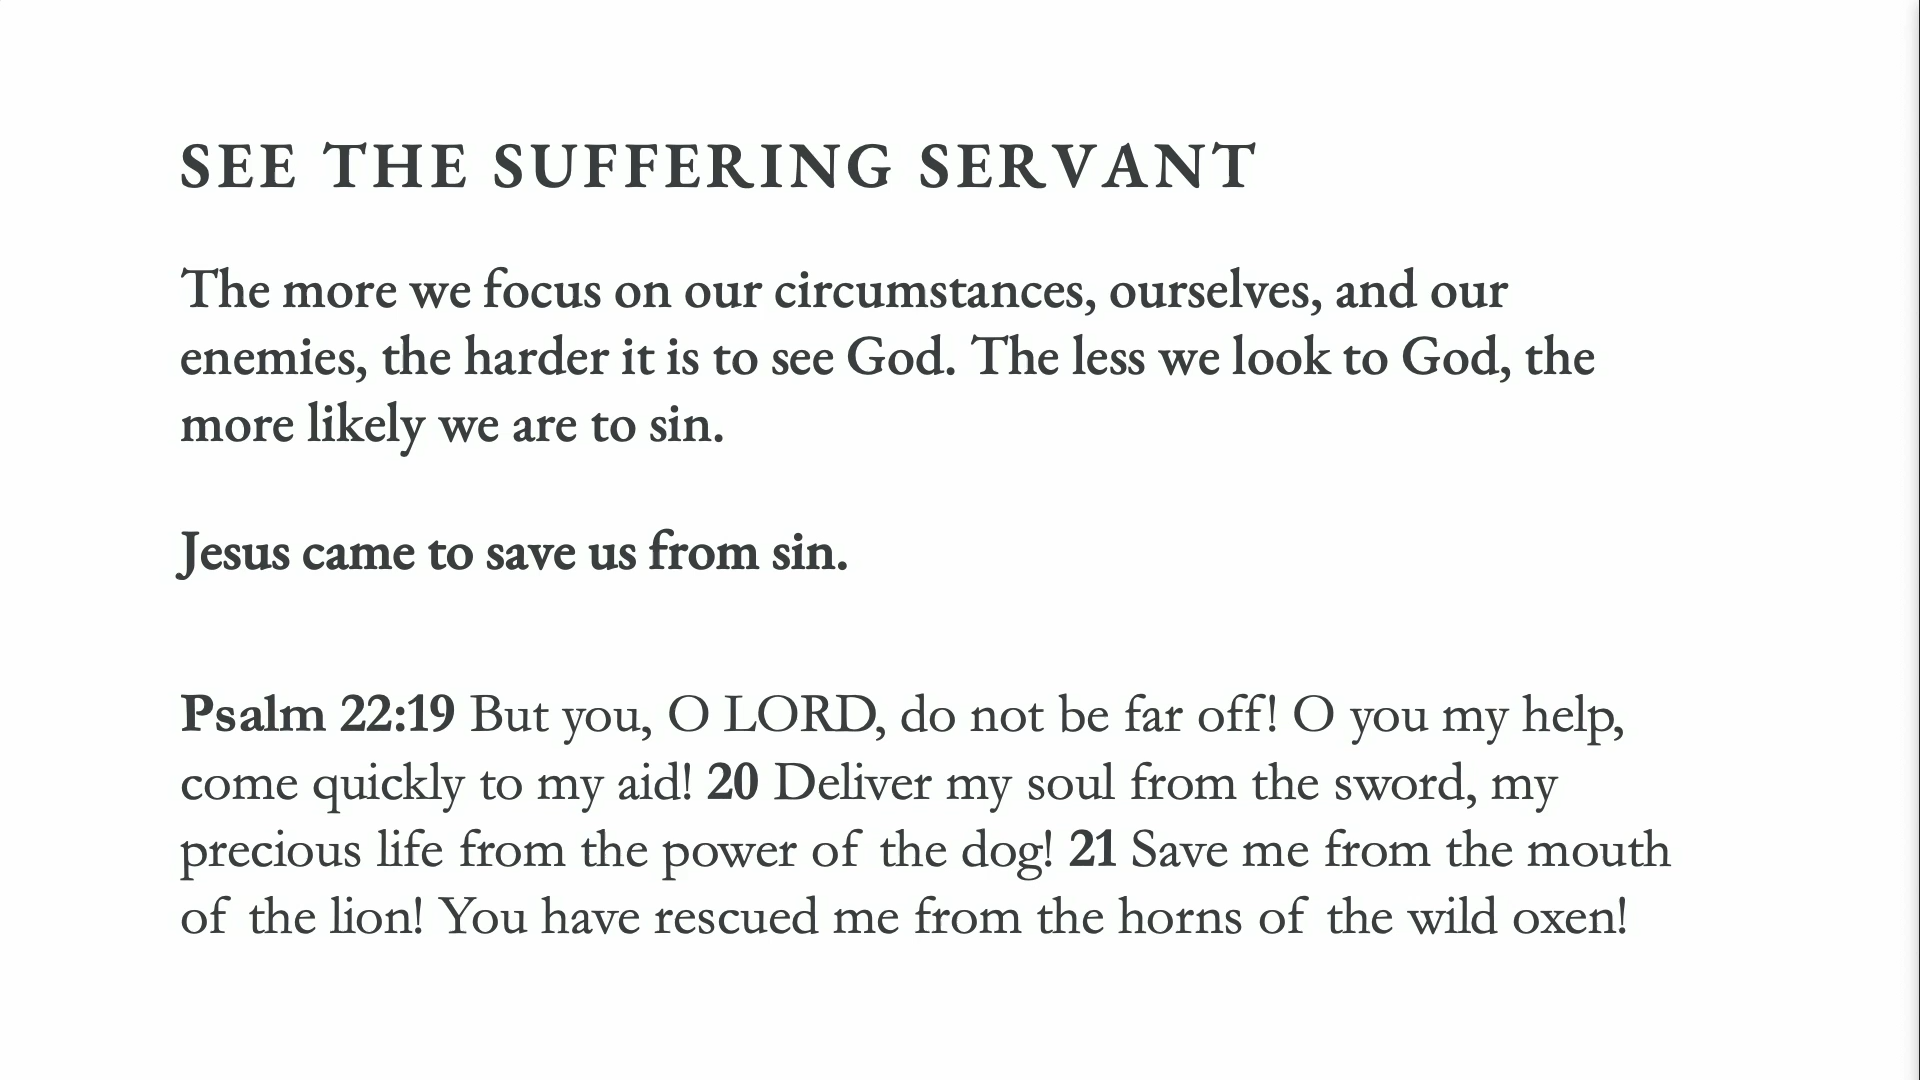 SEE THE SUFFERING SERVANT
The more we focus on our circumstances, ourselves, and our
enemies, the harder it is to see God. The less we look to God, the
more likely we are to sin.
Jesus came to save us from sin.
Psalm 22:19 But you, O LORD, do not be far off! O you my help,
come quickly to my aid! 20 Deliver my soul from the sword, my
precious life from the power of the dog! 21 Save me from the mouth
of the lion! You have rescued me from the horns of the wild oxen!